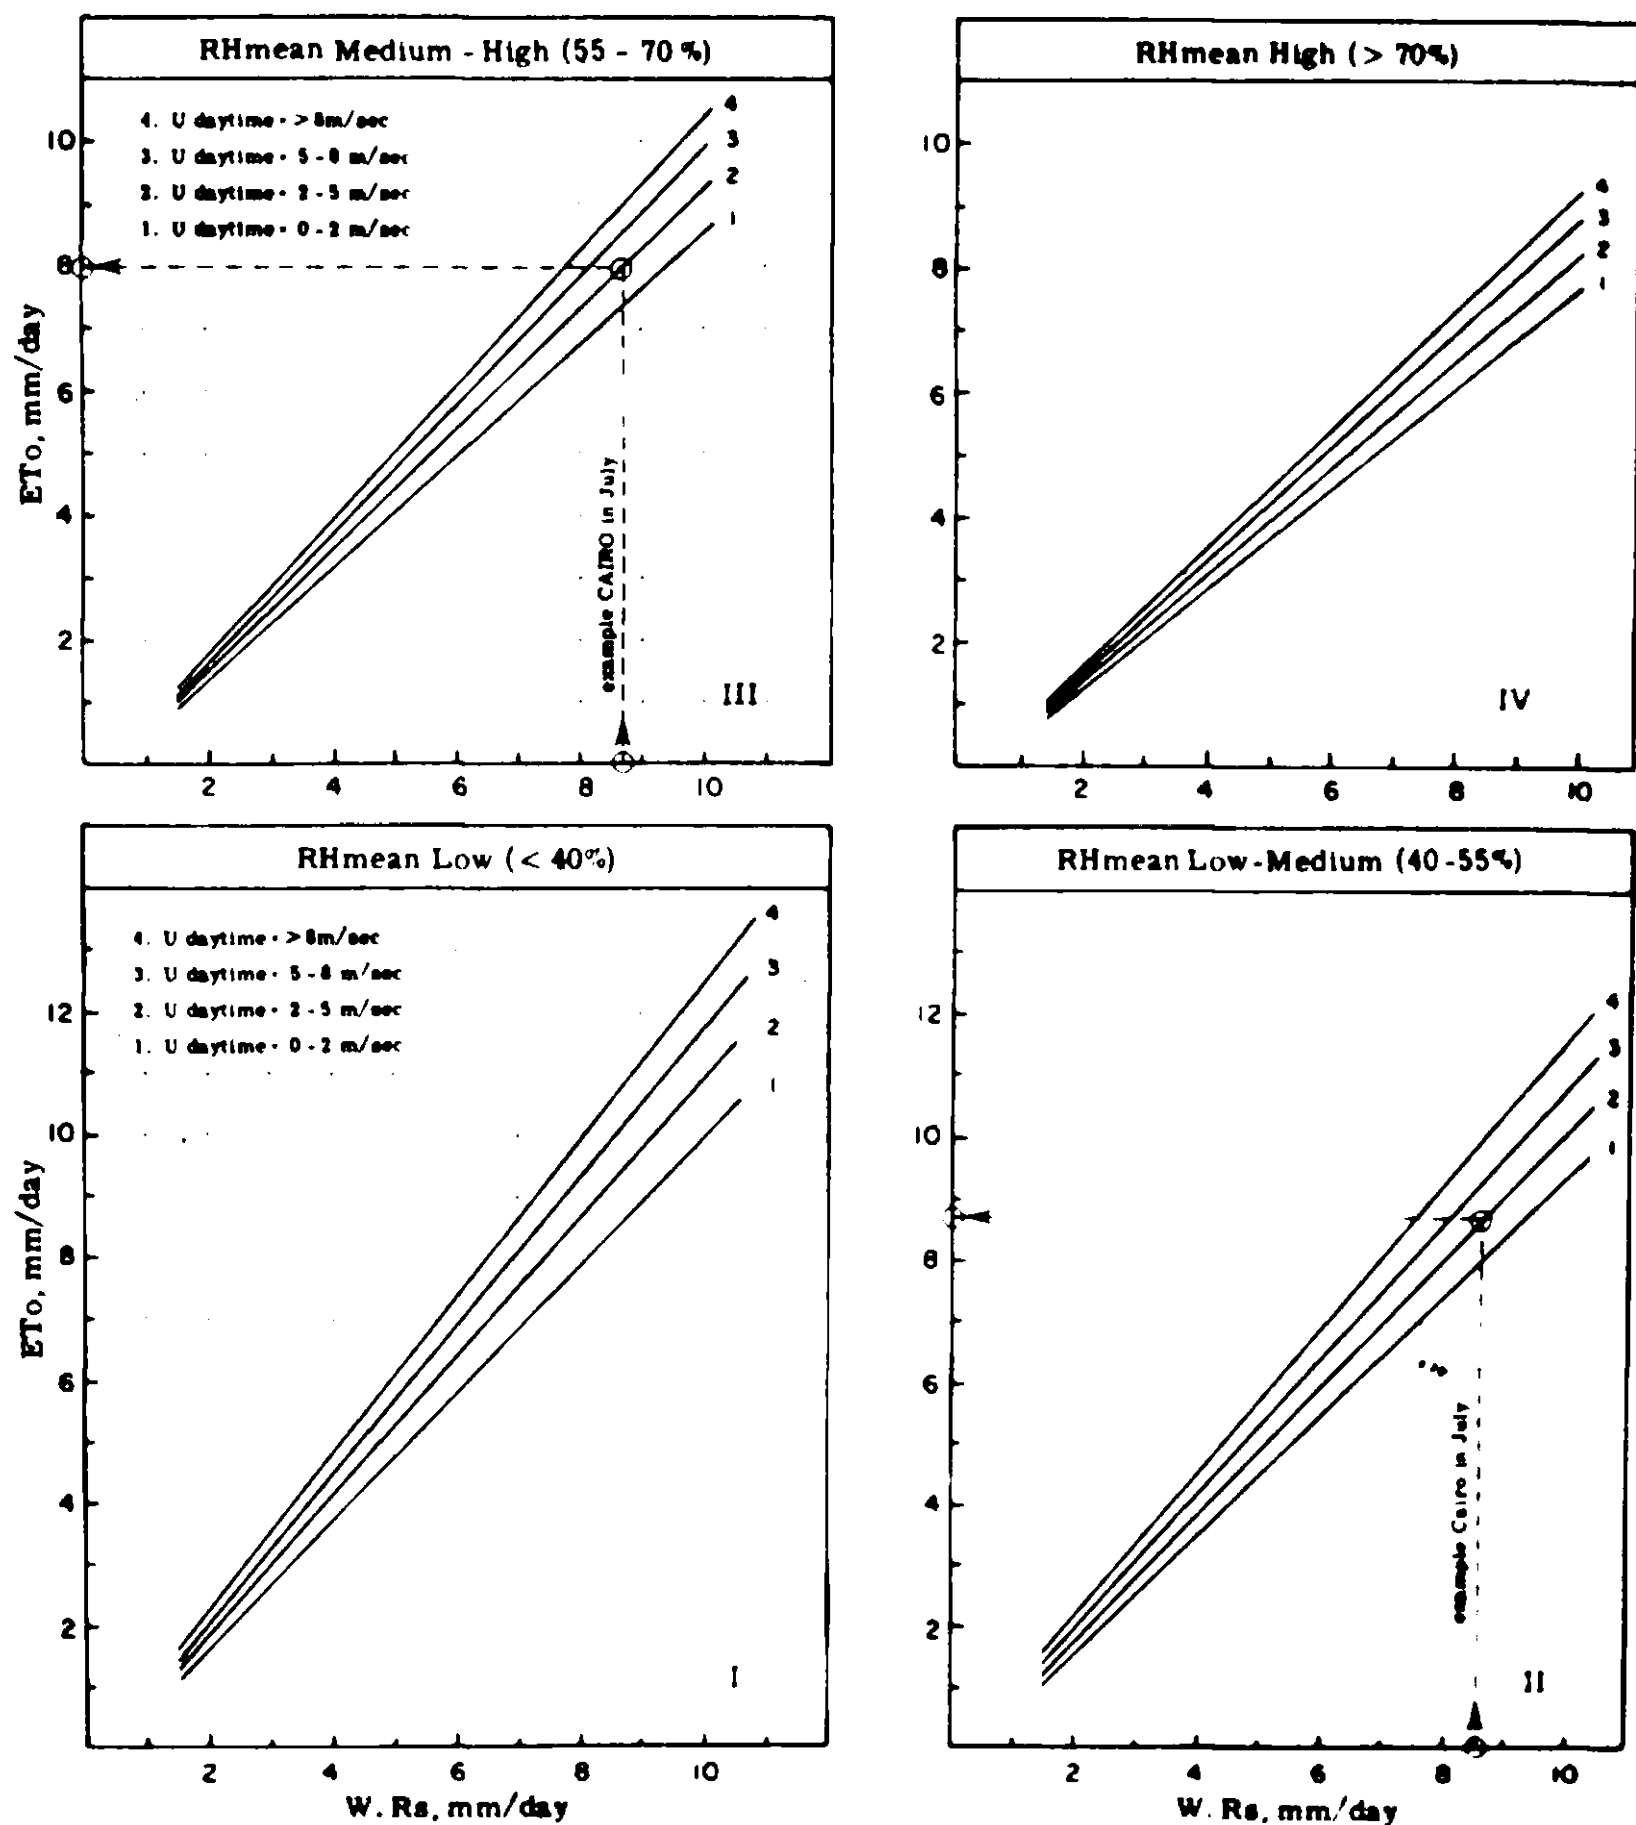 RHmean Medium - High (55 - 70 %)
4. U daytime · > 8m/sec
3. U daytime · 5 - 8 m/sec
2. U daytime · 2 - 5 m/sec
1. U daytime · 0 - 2 m/sec
4
3
2
1
10
8
6
4
2
ETo, mm/day
example CAIRO in July
III
2 4 6 8 10
RHmean High ( > 70%)
4
3
2
1
10
8
6
4
2
IV
2 4 6 8 10
RHmean Low ( < 40%)
4. U daytime · > 8m/sec
3. U daytime · 5 - 8 m/sec
2. U daytime · 2 - 5 m/sec
1. U daytime · 0 - 2 m/sec
4
3
2
1
12
10
8
6
4
2
ETo, mm/day
I
2 4 6 8 10
W. Rs, mm/day
RHmean Low - Medium (40 -55%)
4
3
2
1
12
10
8
6
4
2
example Cairo in July
II
2 4 6 8 10
W. Rs, mm/day